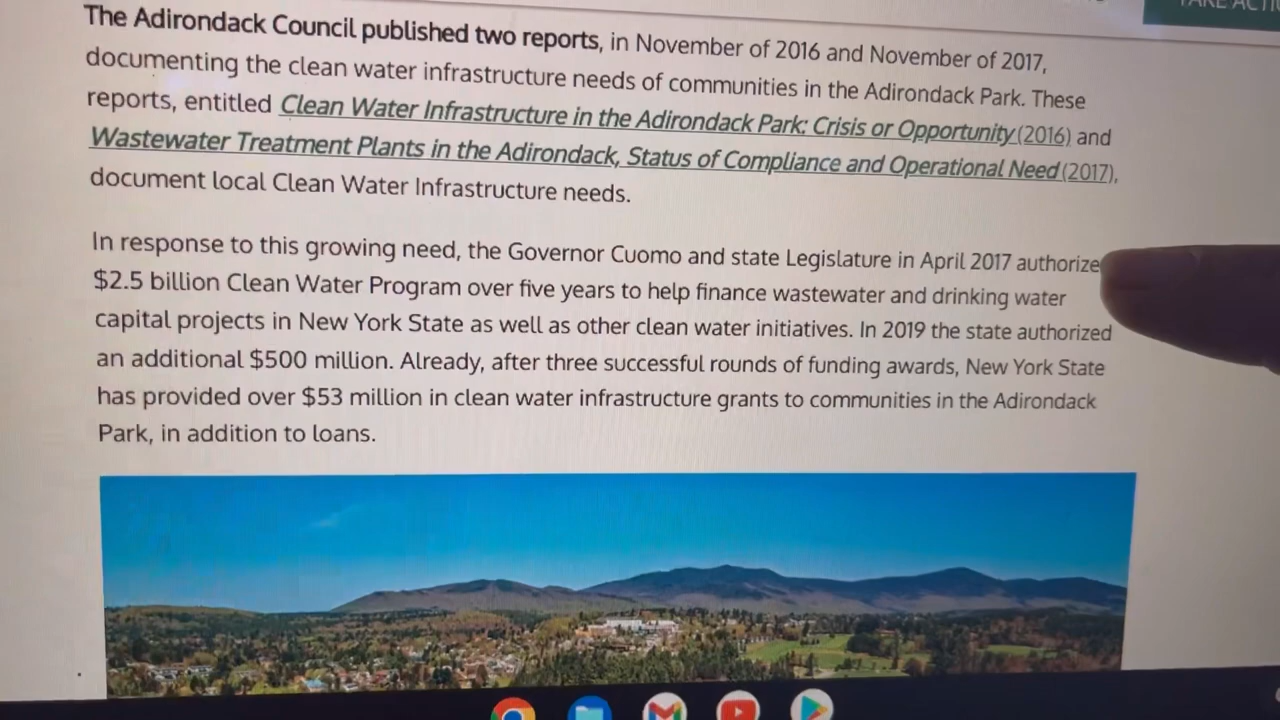 TAKE ACTI
The Adirondack Council published two reports, in November of 2016 and November of 2017,
documenting the clean water infrastructure needs of communities in the Adirondack Park. These
reports, entitled Clean Water Infrastructure in the Adirondack Park: Crisis or Opportunity (2016) and
Wastewater Treatment Plants in the Adirondack, Status of Compliance and Operational Need (2017),
document local Clean Water Infrastructure needs.
In response to this growing need, the Governor Cuomo and state Legislature in April 2017 authorize
$2.5 billion Clean Water Program over five years to help finance wastewater and drinking water
capital projects in New York State as well as other clean water initiatives. In 2019 the state authorized
an additional $500 million. Already, after three successful rounds of funding awards, New York State
has provided over $53 million in clean water infrastructure grants to communities in the Adirondack
Park, in addition to loans.